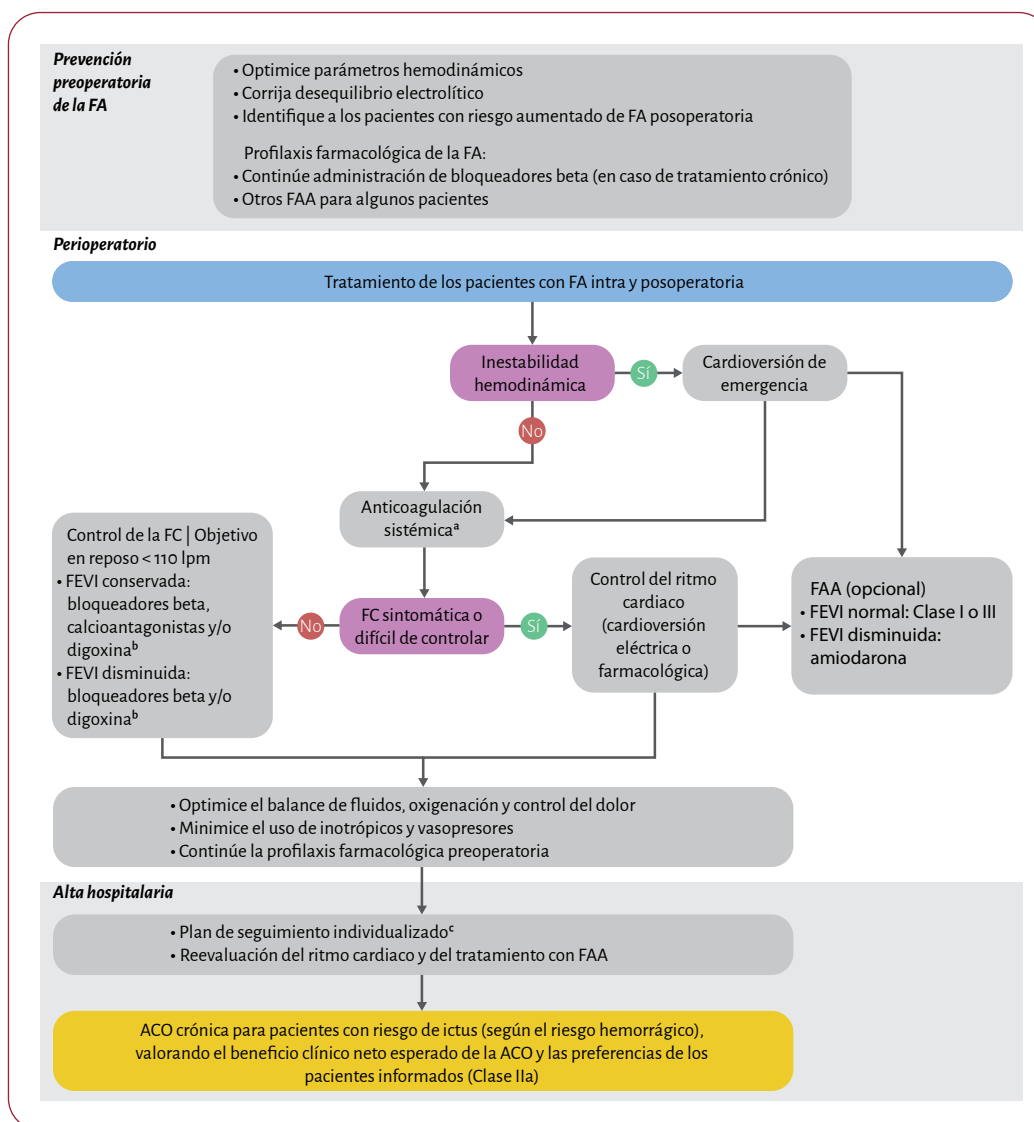 Prevención
preoperatoria
de la FA
• Optimice parámetros hemodinámicos
• Corrija desequilibrio electrolítico
• Identifique a los pacientes con riesgo aumentado de FA posoperatoria
Profilaxis farmacológica de la FA:
• Continúe administración de bloqueadores beta (en caso de tratamiento crónico)
• Otros FAA para algunos pacientes
Perioperatorio
Tratamiento de los pacientes con FA intra y posoperatoria
Inestabilidad
hemodinámica
Sí
Cardioversión de
emergencia
No
Anticoagulación
sistémicaᵃ
Control de la FC | Objetivo
en reposo < 110 lpm
• FEVI conservada:
bloqueadores beta,
calcioantagonistas y/o
digoxinaᵇ
• FEVI disminuida:
bloqueadores beta y/o
digoxinaᵇ
No
FC sintomática o
difícil de controlar
Sí
Control del ritmo
cardiaco
(cardioversión
eléctrica o
farmacológica)
FAA (opcional)
• FEVI normal: Clase I o III
• FEVI disminuida:
amiodarona
• Optimice el balance de fluidos, oxigenación y control del dolor
• Minimice el uso de inotrópicos y vasopresores
• Continúe la profilaxis farmacológica preoperatoria
Alta hospitalaria
• Plan de seguimiento individualizadoᶜ
• Reevaluación del ritmo cardiaco y del tratamiento con FAA
ACO crónica para pacientes con riesgo de ictus (según el riesgo hemorrágico),
valorando el beneficio clínico neto esperado de la ACO y las preferencias de los
pacientes informados (Clase IIa)